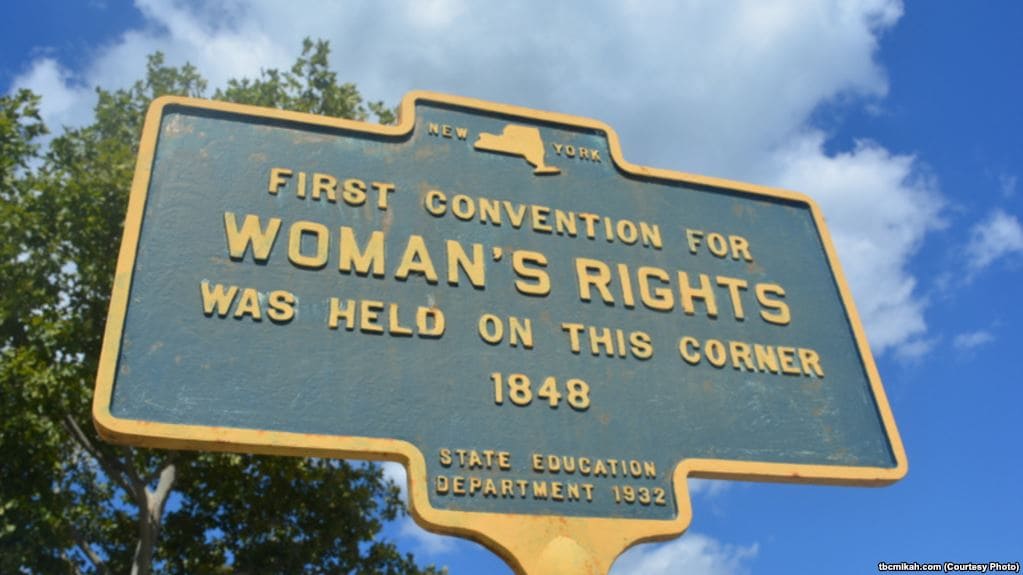 NEW YORK
FIRST CONVENTION FOR
WOMAN'S RIGHTS
WAS HELD ON THIS CORNER
1848
STATE EDUCATION
DEPARTMENT 1932
tbcmikah.com (Courtesy Photo)